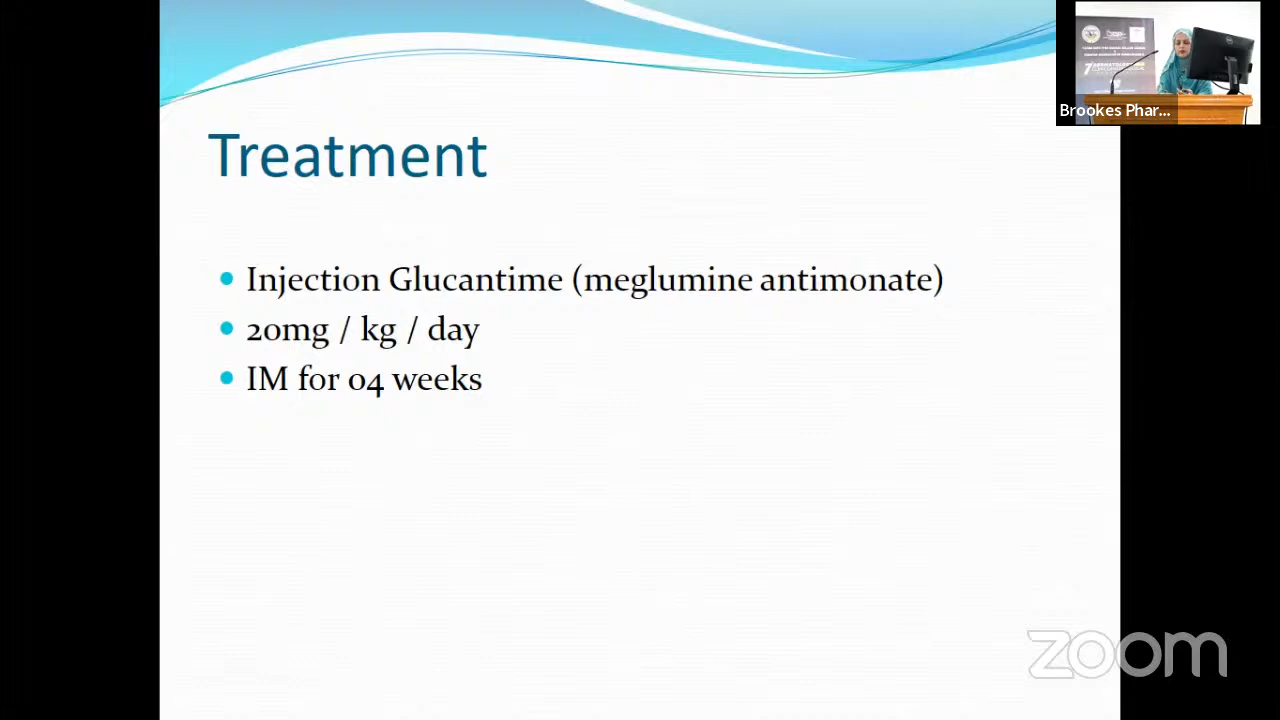 Treatment
Injection Glucantime (meglumine antimonate)
20mg / kg / day
IM for 04 weeks
Brookes Phar...
zoom